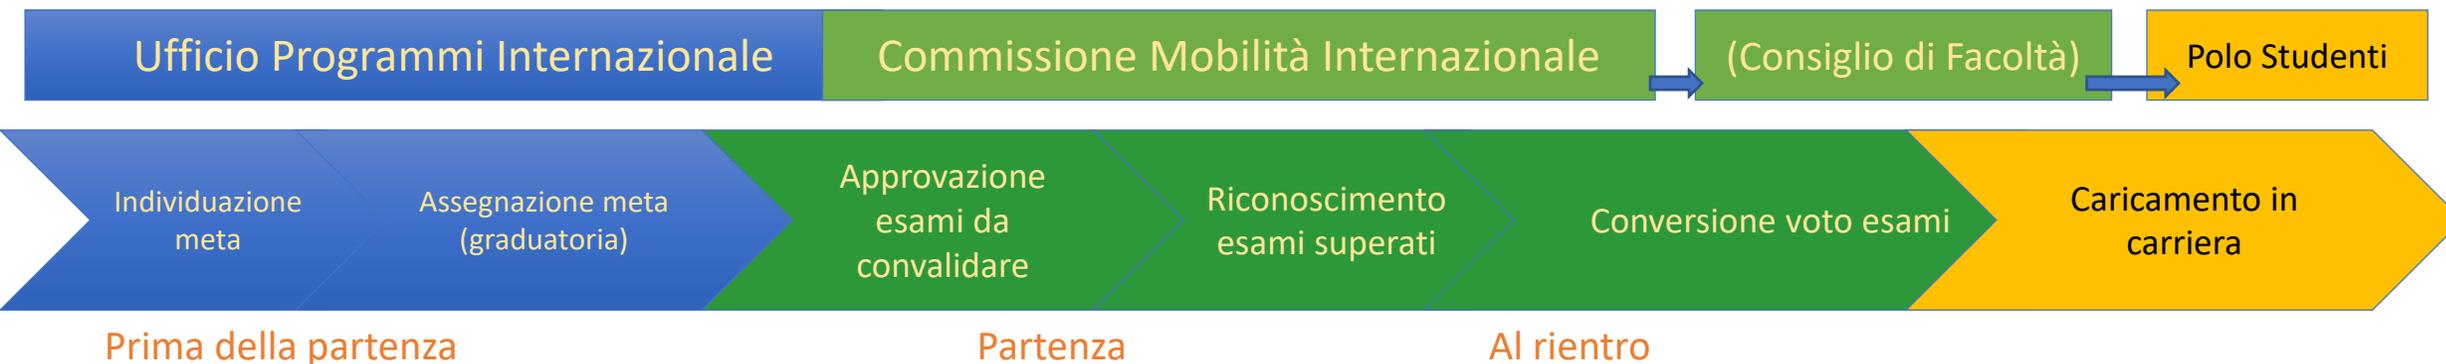 Ufficio Programmi Internazionale
Commissione Mobilità Internazionale
(Consiglio di Facoltà)
Polo Studenti
Individuazione
meta
Assegnazione meta
(graduatoria)
Approvazione
esami da
convalidare
Riconoscimento
esami superati
Conversione voto esami
Caricamento in
carriera
Prima della partenza
Partenza
Al rientro